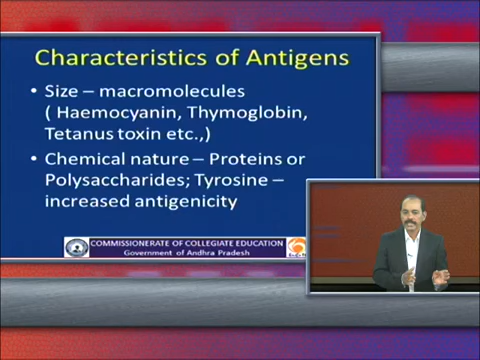 Characteristics of Antigens
• Size – macromolecules
( Haemocyanin, Thymoglobin,
Tetanus toxin etc.,)
• Chemical nature – Proteins or
Polysaccharides; Tyrosine –
increased antigenicity
COMMISSIONERATE OF COLLEGIATE EDUCATION
Government of Andhra Pradesh